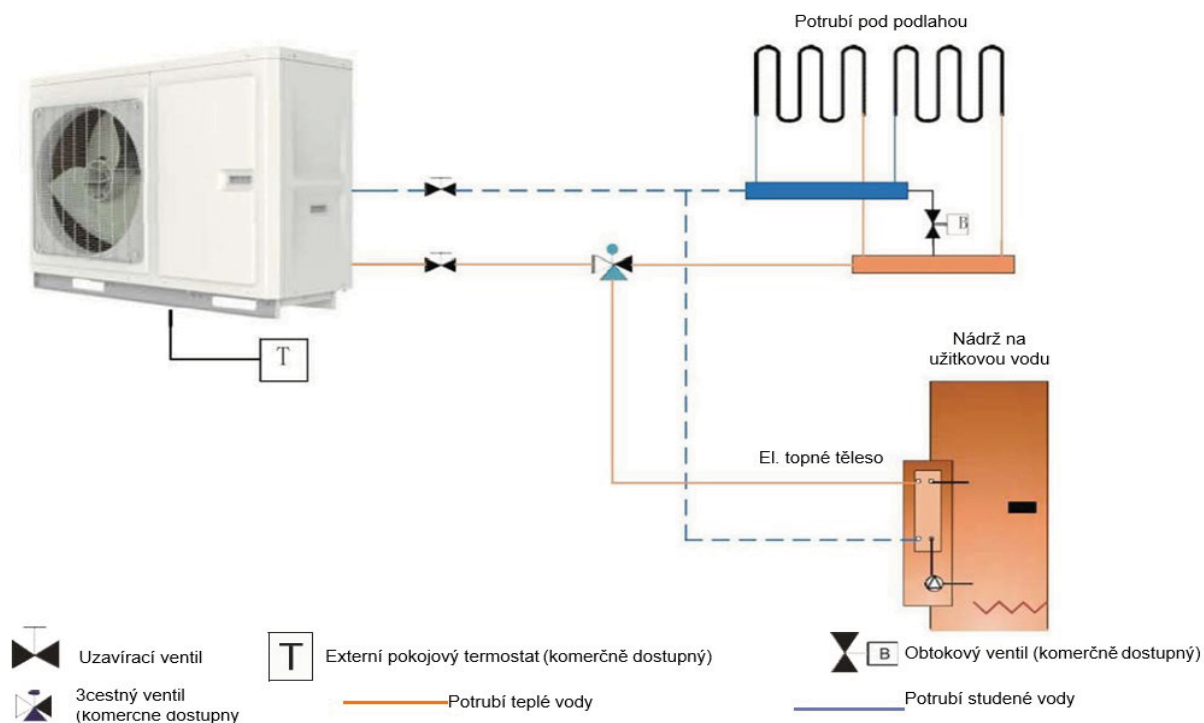 Potrubí pod podlahou
B
T
Nádrž na
užitkovou vodu
El. topné těleso
Uzavírací ventil
T
Externí pokojový termostat (komerčně dostupný)
B
Obtokový ventil (komerčně dostupný)
3cestný ventil
(komercne dostupny
Potrubí teplé vody
Potrubí studené vody